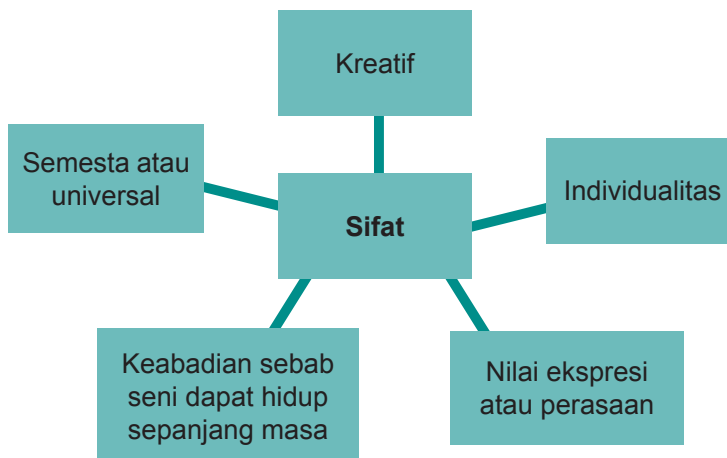 Kreatif
Semesta atau
universal
Sifat
Individualitas
Keabadian sebab
seni dapat hidup
sepanjang masa
Nilai ekspresi
atau perasaan